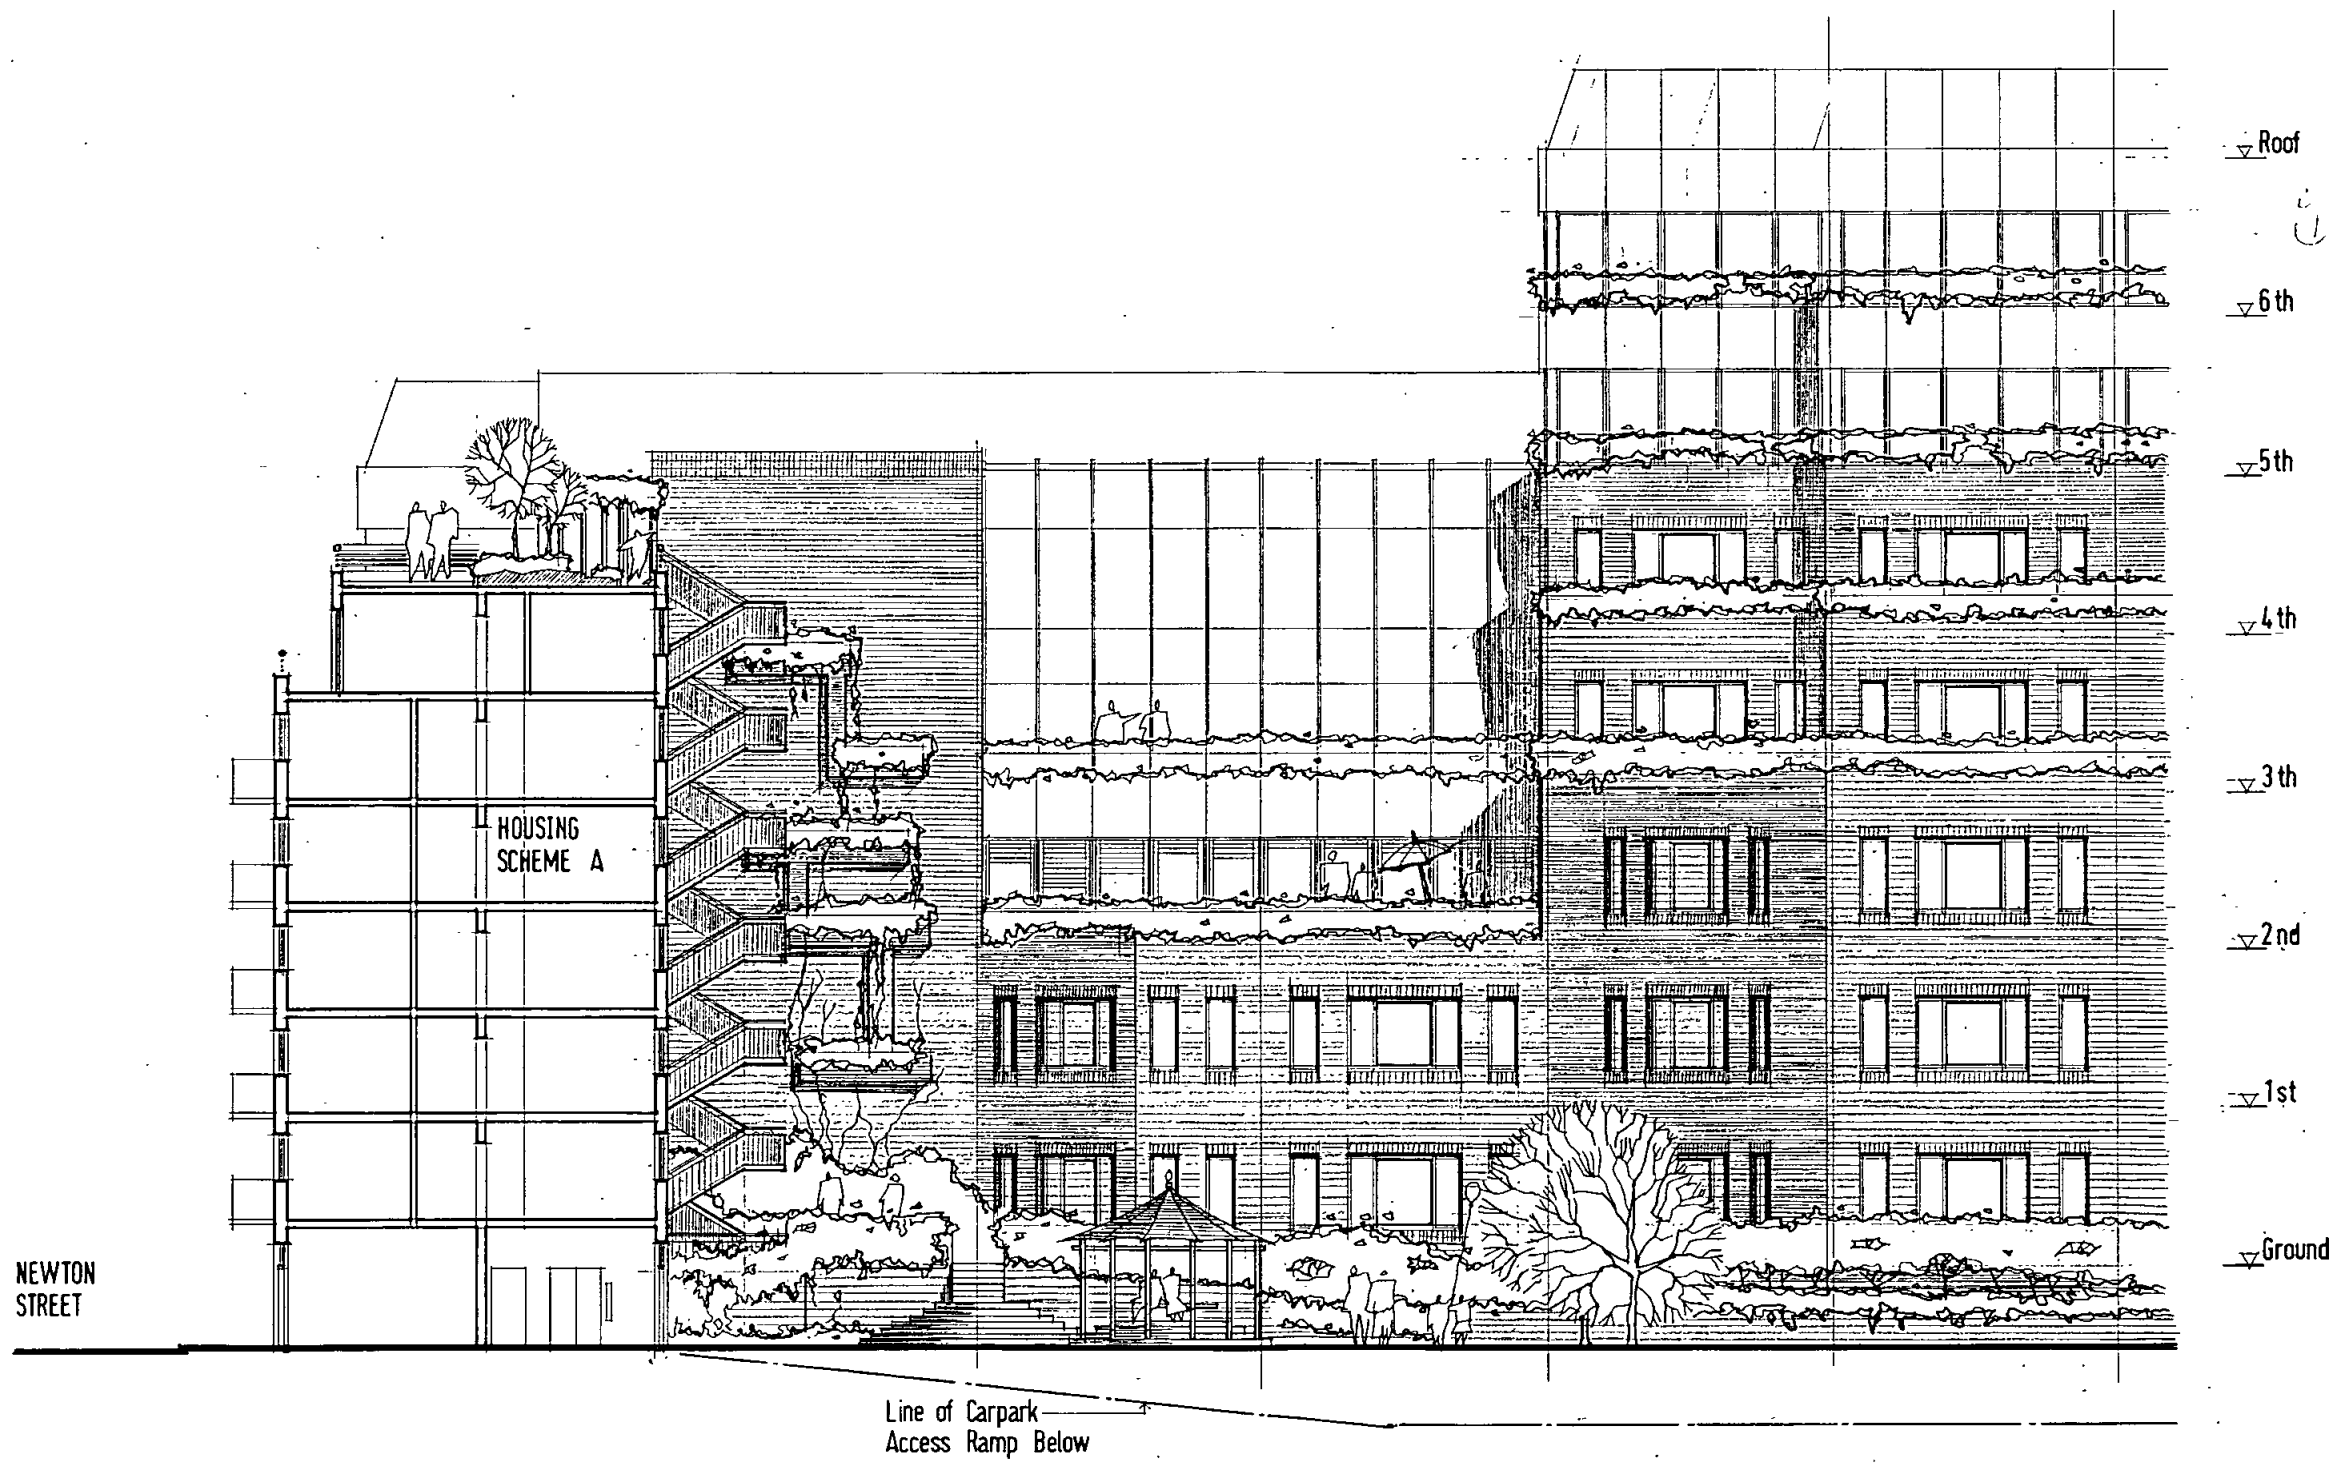 Roof
6th
5th
4th
HOUSING
SCHEME A
3th
2nd
1st
Ground
NEWTON
STREET
Line of Carpark
Access Ramp Below